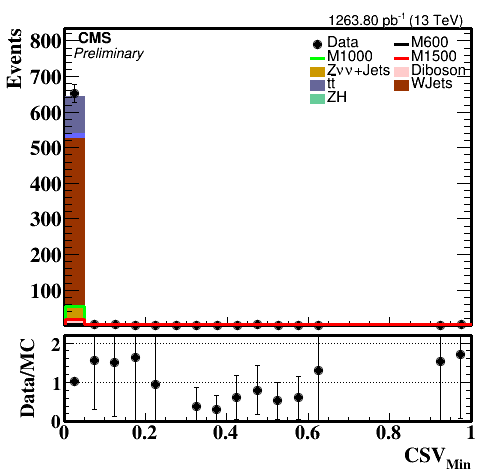 1263.80 pb⁻¹ (13 TeV)
CMS
Preliminary
Data
M600
M1000
M1500
Zνν+Jets
Diboson
tt
WJets
ZH
Events
800
700
600
500
400
300
200
100
Data/MC
2
1
0
0 0.2 0.4 0.6 0.8 1
CSV_Min